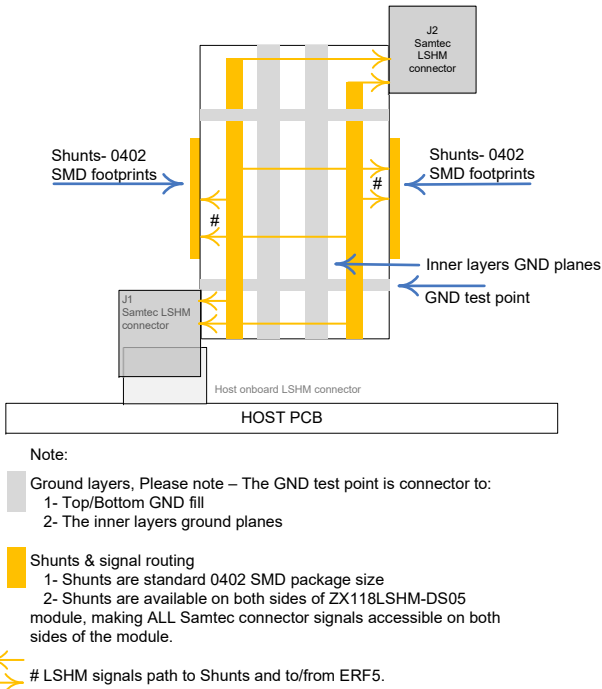 J2
Samtec
LSHM
connector
Shunts- 0402
SMD footprints
Shunts- 0402
SMD footprints
#
#
Inner layers GND planes
GND test point
J1
Samtec LSHM
connector
Host onboard LSHM connector
HOST PCB
Note:
Ground layers, Please note – The GND test point is connector to:
1- Top/Bottom GND fill
2- The inner layers ground planes
Shunts & signal routing
1- Shunts are standard 0402 SMD package size
2- Shunts are available on both sides of ZX118LSHM-DS05
module, making ALL Samtec connector signals accessible on both
sides of the module.
# LSHM signals path to Shunts and to/from ERF5.